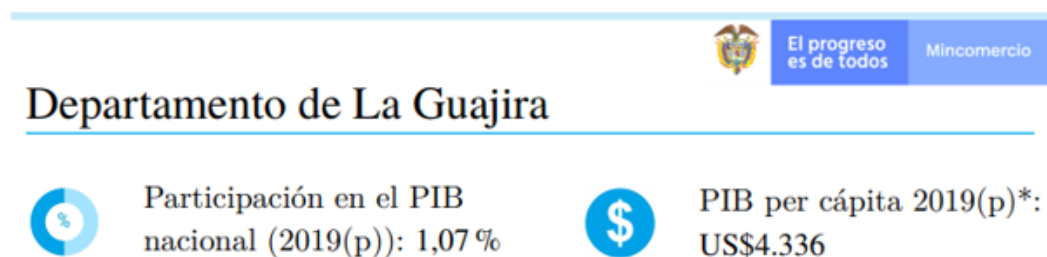 El progreso
es de todos
Mincomercio
Departamento de La Guajira
%
Participación en el PIB
nacional (2019(p)): 1,07 %
$
PIB per cápita 2019(p)*:
US$4.336